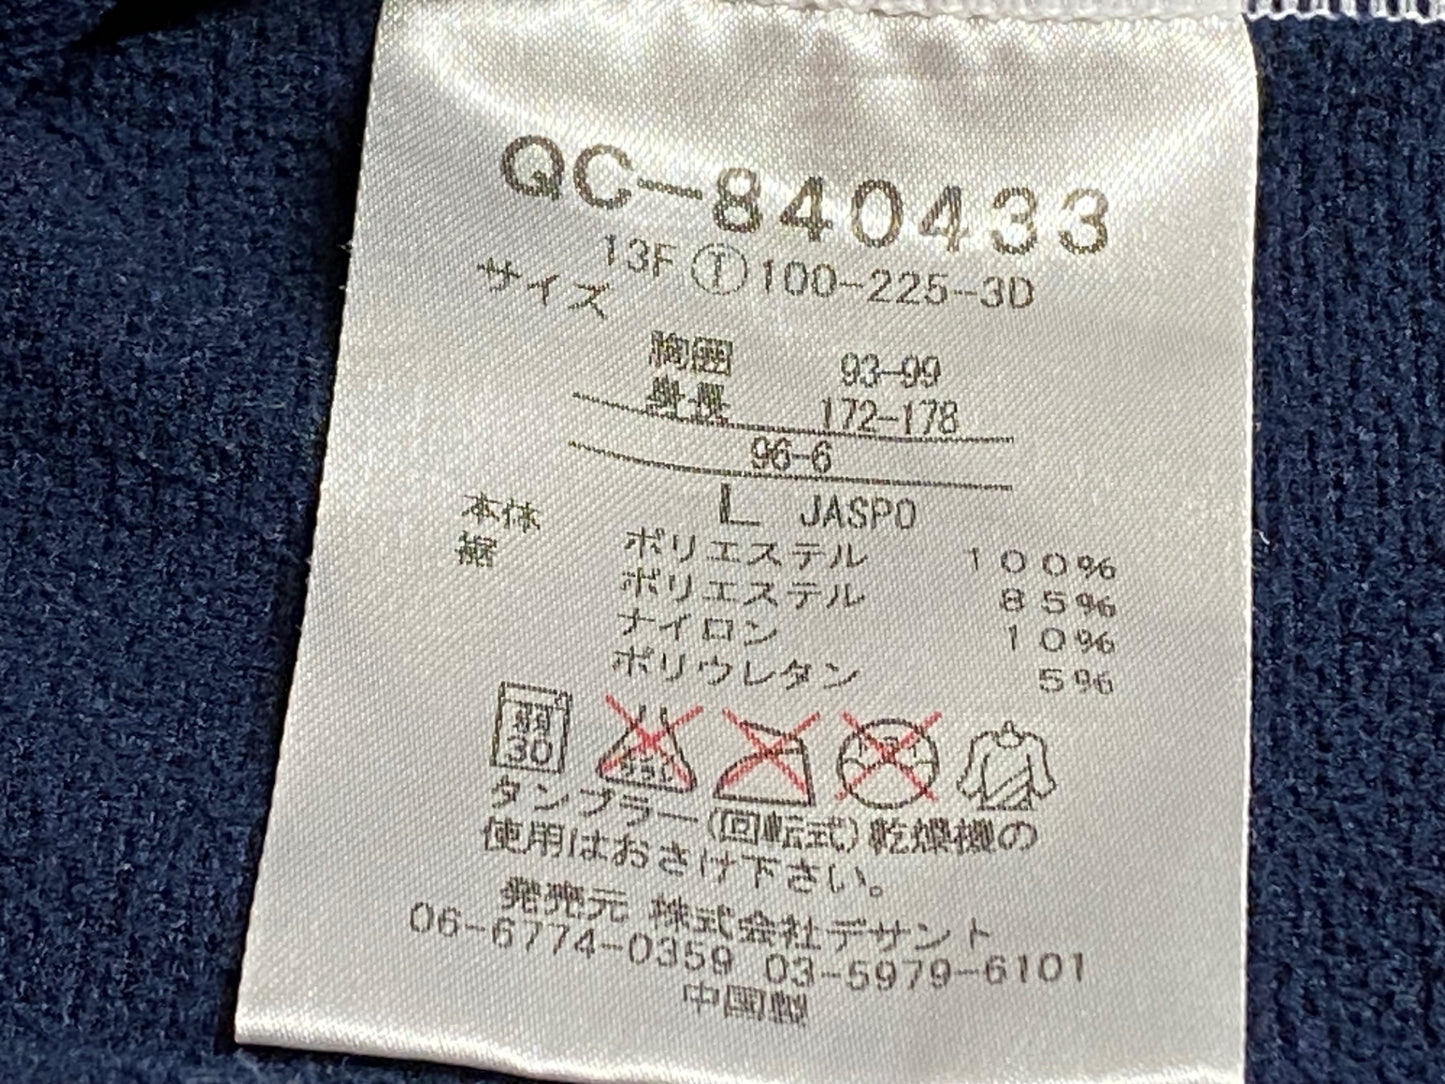 QC-840433
13F Ⓣ 100-225-3D
サイズ
胸囲 93-99
身長 172-178
96-6
L JASPO
本体 ポリエステル 100%
裾 ポリエステル 85%
ナイロン 10%
ポリウレタン 5%
弱 30
タンブラー(回転式)乾燥機の
使用はおさけ下さい。
発売元 株式会社デサント
06-6774-0359 03-5979-6101
中国製